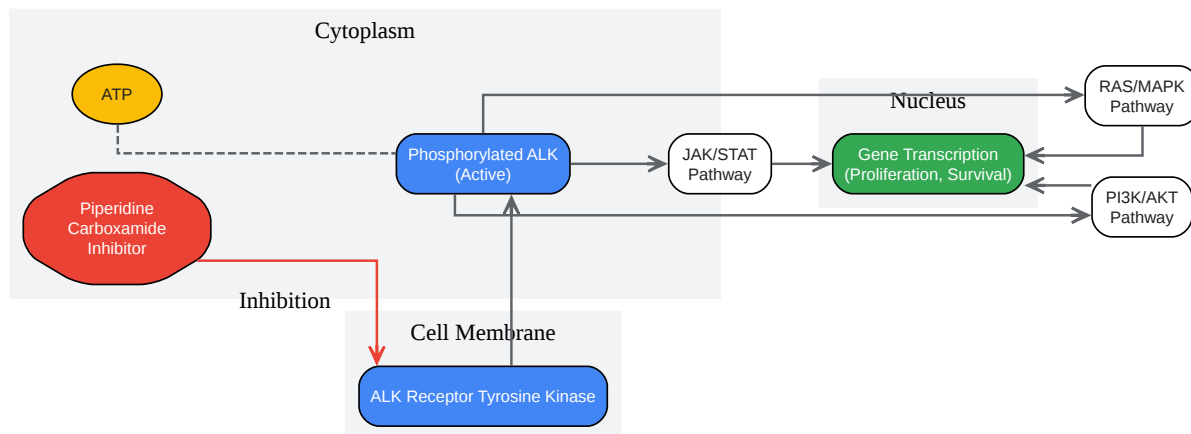 Cytoplasm
ATP
Piperidine
Carboxamide
Inhibitor
Inhibition
Phosphorylated ALK
(Active)
Cell Membrane
ALK Receptor Tyrosine Kinase
JAK/STAT
Pathway
Nucleus
Gene Transcription
(Proliferation, Survival)
RAS/MAPK
Pathway
PI3K/AKT
Pathway